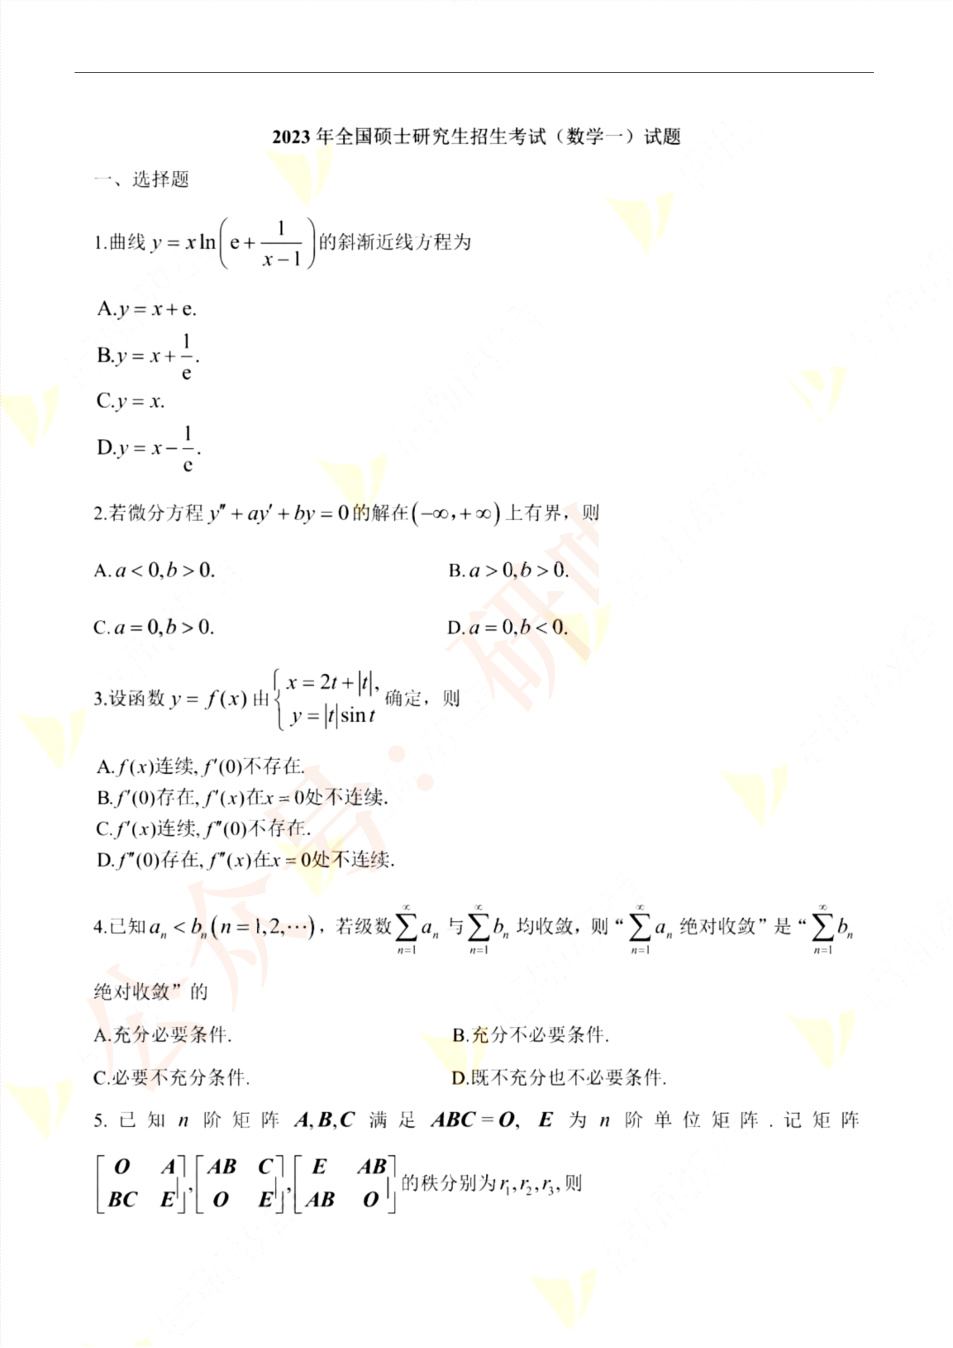 2023 年全国硕士研究生招生考试（数学一）试题
一、选择题
1.曲线 y = x ln(e + 1/(x − 1)) 的斜渐近线方程为
A.y = x + e.
B.y = x + 1/e.
C.y = x.
D.y = x − 1/e.
2.若微分方程 y″ + ay′ + by = 0 的解在 (−∞, +∞) 上有界，则
A. a < 0, b > 0.
B. a > 0, b > 0.
C. a = 0, b > 0.
D. a = 0, b < 0.
3.设函数 y = f(x) 由 { x = 2t + |t|, y = |t| sin t 确定，则
A. f(x)连续, f′(0)不存在.
B. f′(0)存在, f′(x)在x = 0处不连续.
C. f′(x)连续, f″(0)不存在.
D. f″(0)存在, f″(x)在x = 0处不连续.
4.已知 aₙ < bₙ (n = 1,2,⋯)，若级数 ∑_{n=1}^{∞} aₙ 与 ∑_{n=1}^{∞} bₙ 均收敛，则 “∑_{n=1}^{∞} aₙ 绝对收敛” 是 “∑_{n=1}^{∞} bₙ
绝对收敛” 的
A.充分必要条件.
B.充分不必要条件.
C.必要不充分条件.
D.既不充分也不必要条件.
5. 已知 n 阶矩阵 A, B, C 满足 ABC = O, E 为 n 阶单位矩阵. 记矩阵
[O A; BC E], [AB C; O E], [E AB; AB O] 的秩分别为 r₁, r₂, r₃, 则
公众号：研